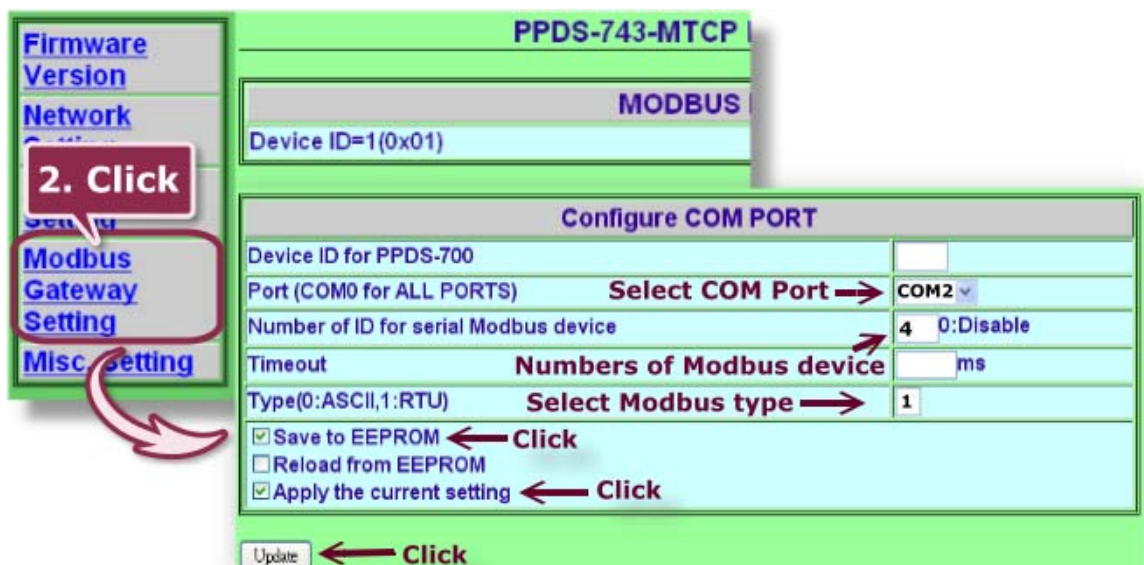 Firmware
Version
Network
2. Click
Setting
Modbus
Gateway
Setting
Misc. Setting
PPDS-743-MTCP
MODBUS
Device ID=1(0x01)
Configure COM PORT
Device ID for PPDS-700
Port (COM0 for ALL PORTS) Select COM Port COM2
Number of ID for serial Modbus device 4 0:Disable
Timeout Numbers of Modbus device ms
Type(0:ASCII,1:RTU) Select Modbus type 1
Save to EEPROM Click
Reload from EEPROM
Apply the current setting Click
Update Click